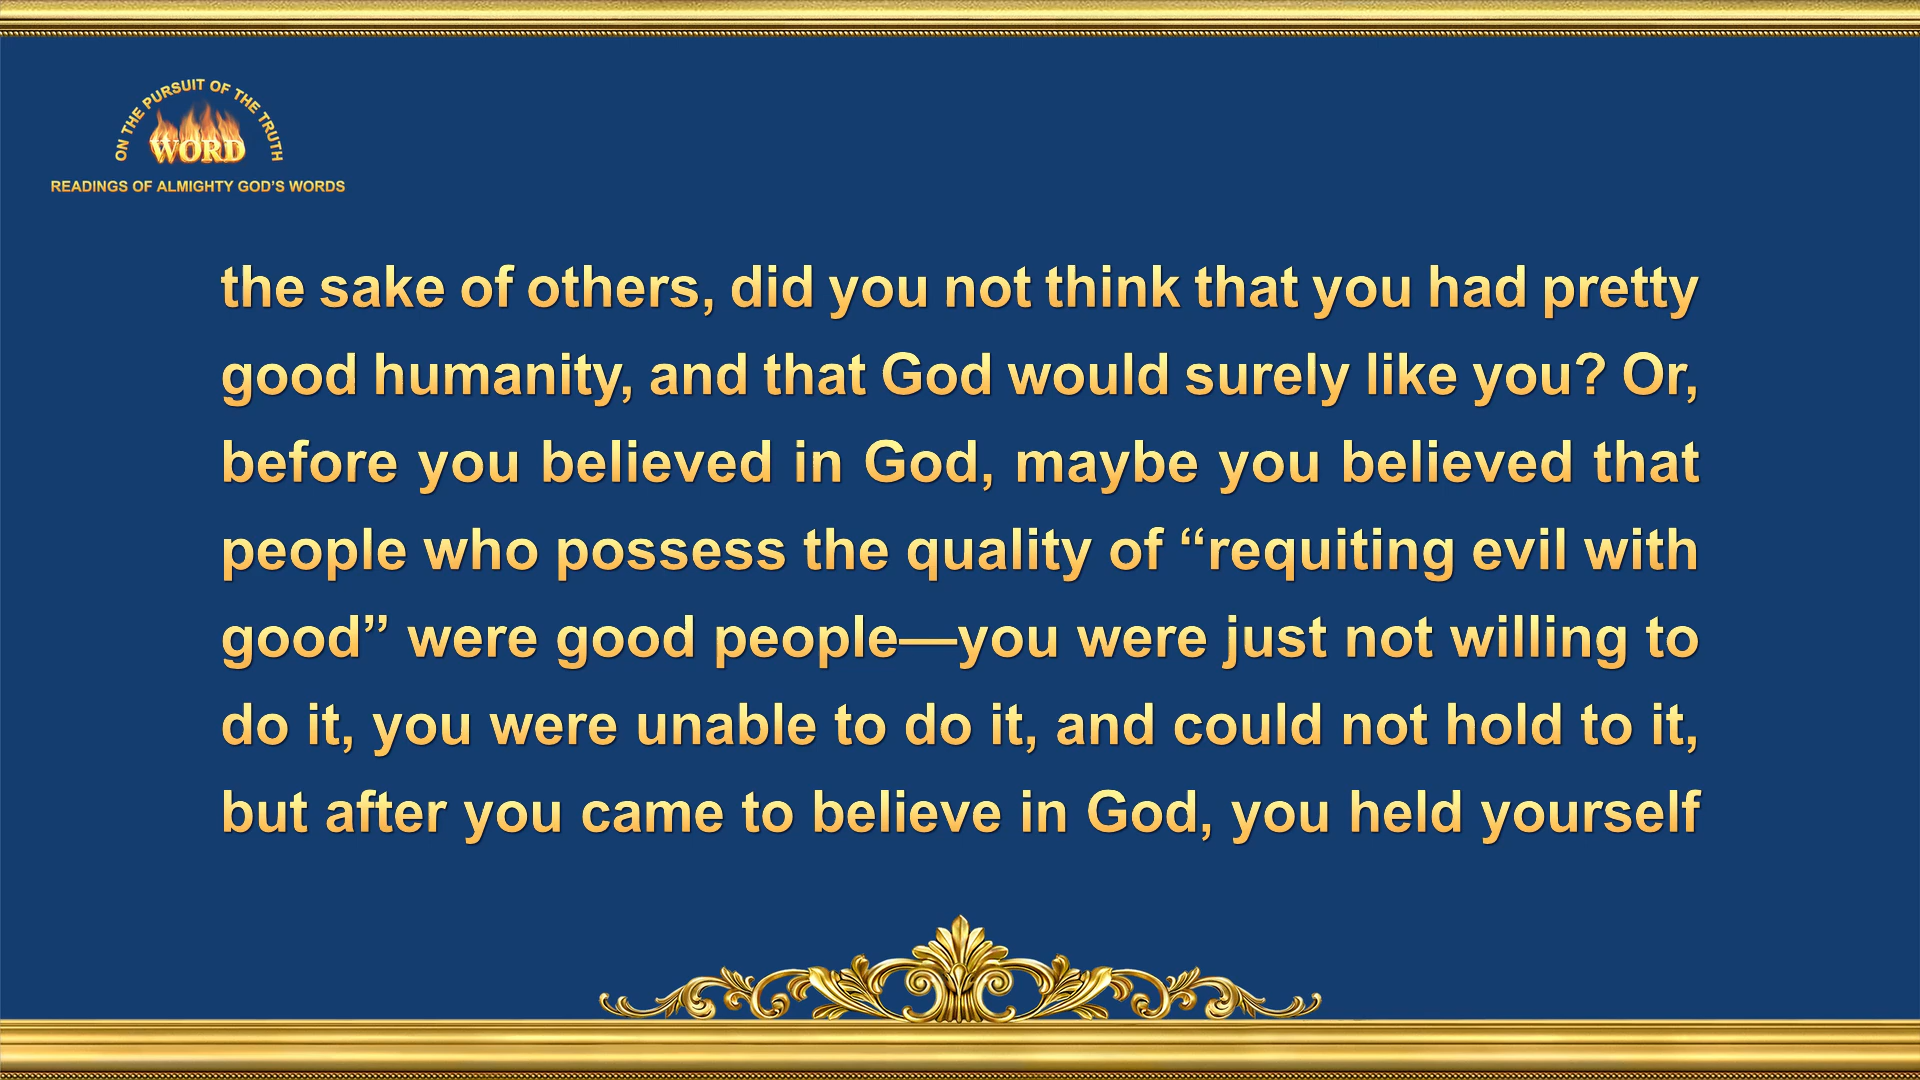 ON THE PURSUIT OF THE TRUTH
WORD
READINGS OF ALMIGHTY GOD'S WORDS
the sake of others, did you not think that you had pretty
good humanity, and that God would surely like you? Or,
before you believed in God, maybe you believed that
people who possess the quality of “requiting evil with
good” were good people—you were just not willing to
do it, you were unable to do it, and could not hold to it,
but after you came to believe in God, you held yourself